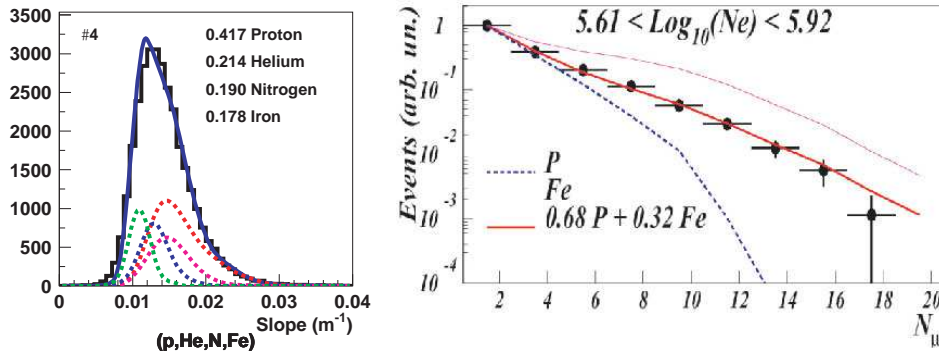 #4
0.417 Proton
0.214 Helium
0.190 Nitrogen
0.178 Iron
3500
3000
2500
2000
1500
1000
500
0
0 0.01 0.02 0.03 0.04
Slope (m⁻¹)
(p,He,N,Fe)
5.61 < Log₁₀(Ne) < 5.92
Events (arb. un.)
1
10⁻¹
10⁻²
10⁻³
10⁻⁴
P
Fe
0.68 P + 0.32 Fe
2 4 6 8 10 12 14 16 18 20
N_μ